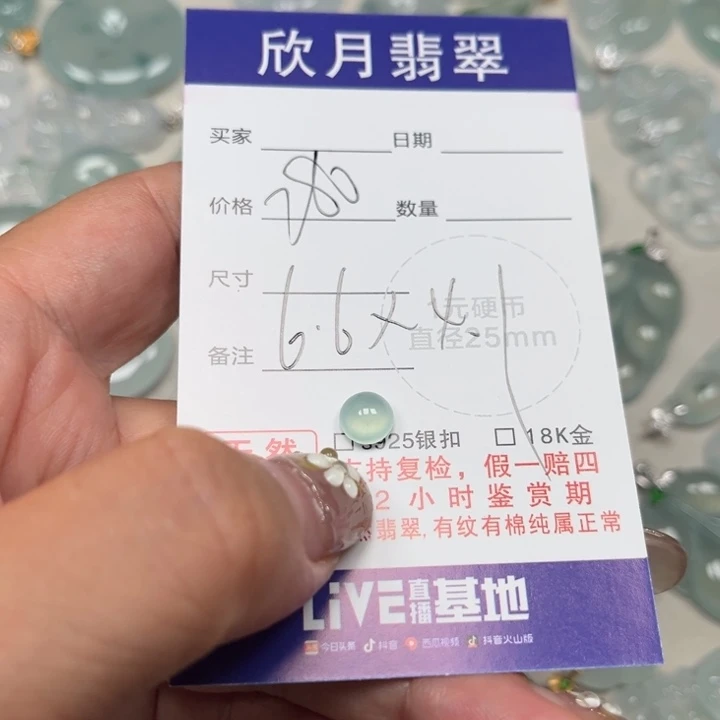 欣月翡翠
买家 日期
价格 280 数量
尺寸
1元硬币
6.6×4.1
直径25mm
备注
天然
925银扣 □ 18K金
持复检，假一赔四
2小时鉴赏期
翡翠,有纹有棉纯属正常
LiVE直播基地
今日头条 抖音 西瓜视频 抖音火山版